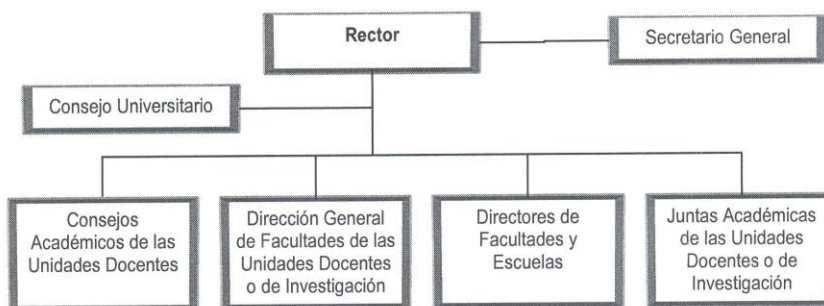 Rector
Secretario General
Consejo Universitario
Consejos
Académicos de las
Unidades Docentes
Dirección General
de Facultades de las
Unidades Docentes
o de Investigación
Directores de
Facultades y
Escuelas
Juntas Académicas
de las Unidades
Docentes o de
Investigación